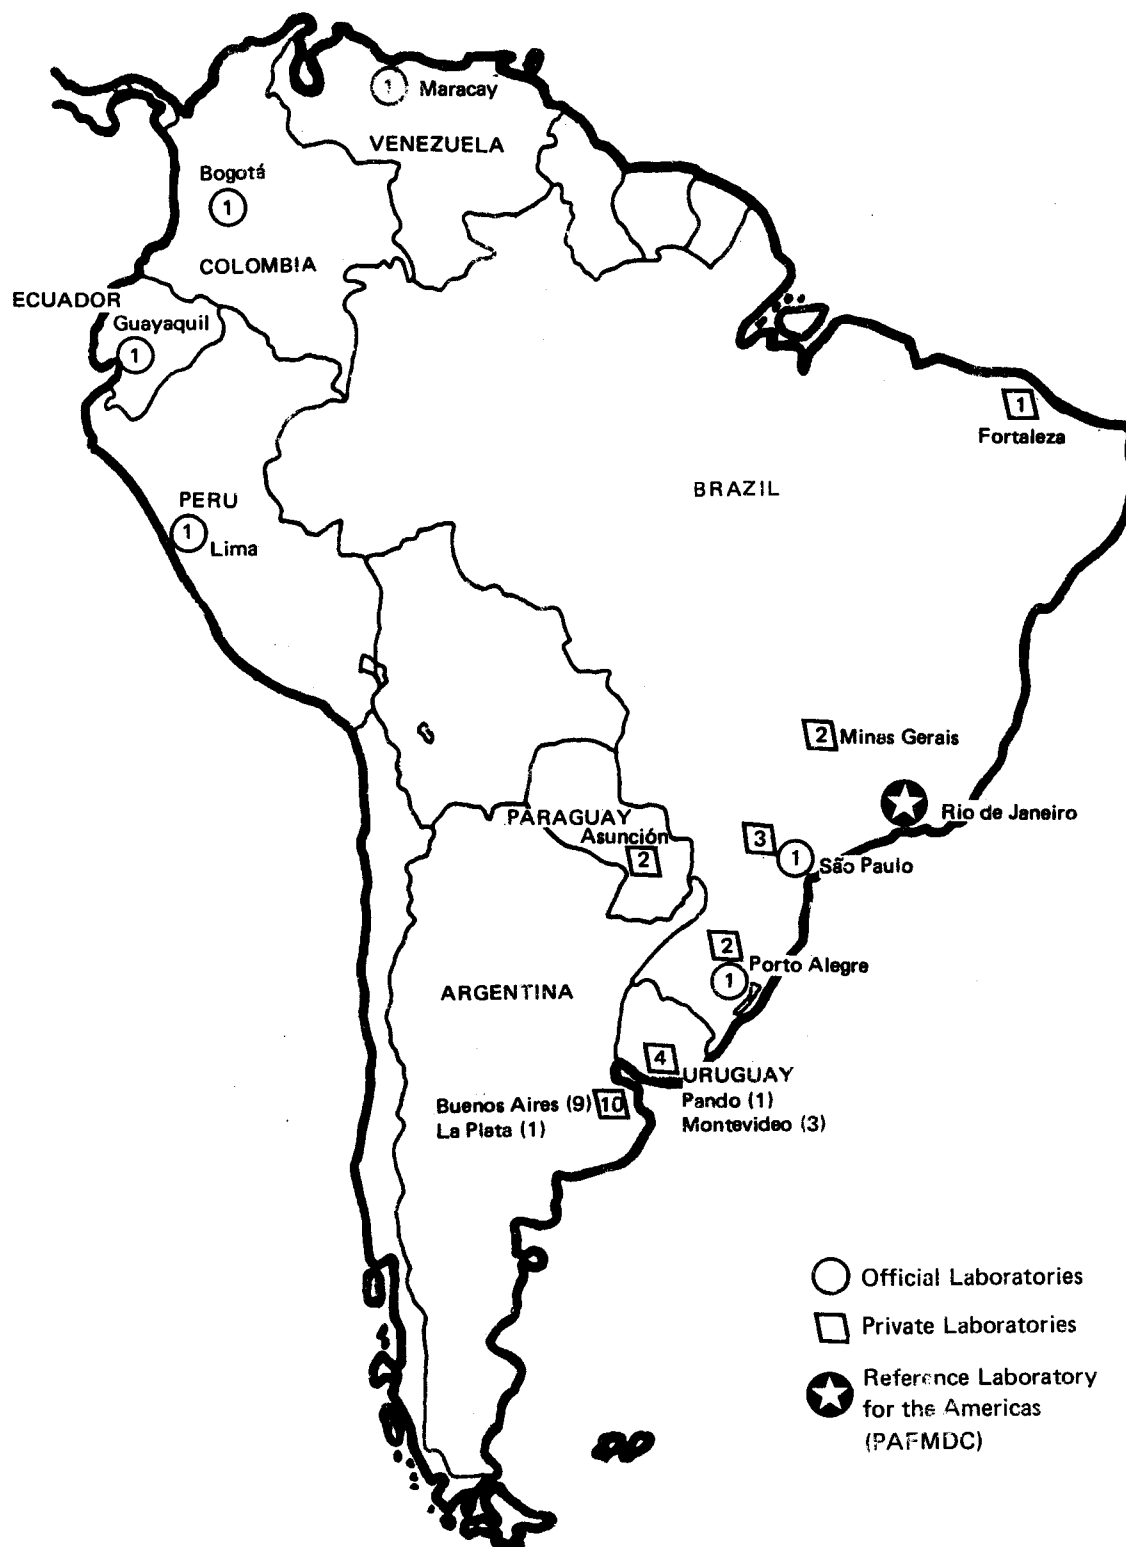 1 Maracay
VENEZUELA
Bogotá
1
COLOMBIA
ECUADOR
Guayaquil
1
1
Fortaleza
BRAZIL
PERU
1
Lima
2 Minas Gerais
Rio de Janeiro
PARAGUAY
Asunción
2
3
1
São Paulo
2
Porto Alegre
1
ARGENTINA
4
URUGUAY
Pando (1)
Montevideo (3)
Buenos Aires (9) 10
La Plata (1)
Official Laboratories
Private Laboratories
Reference Laboratory
for the Americas
(PAFMDC)